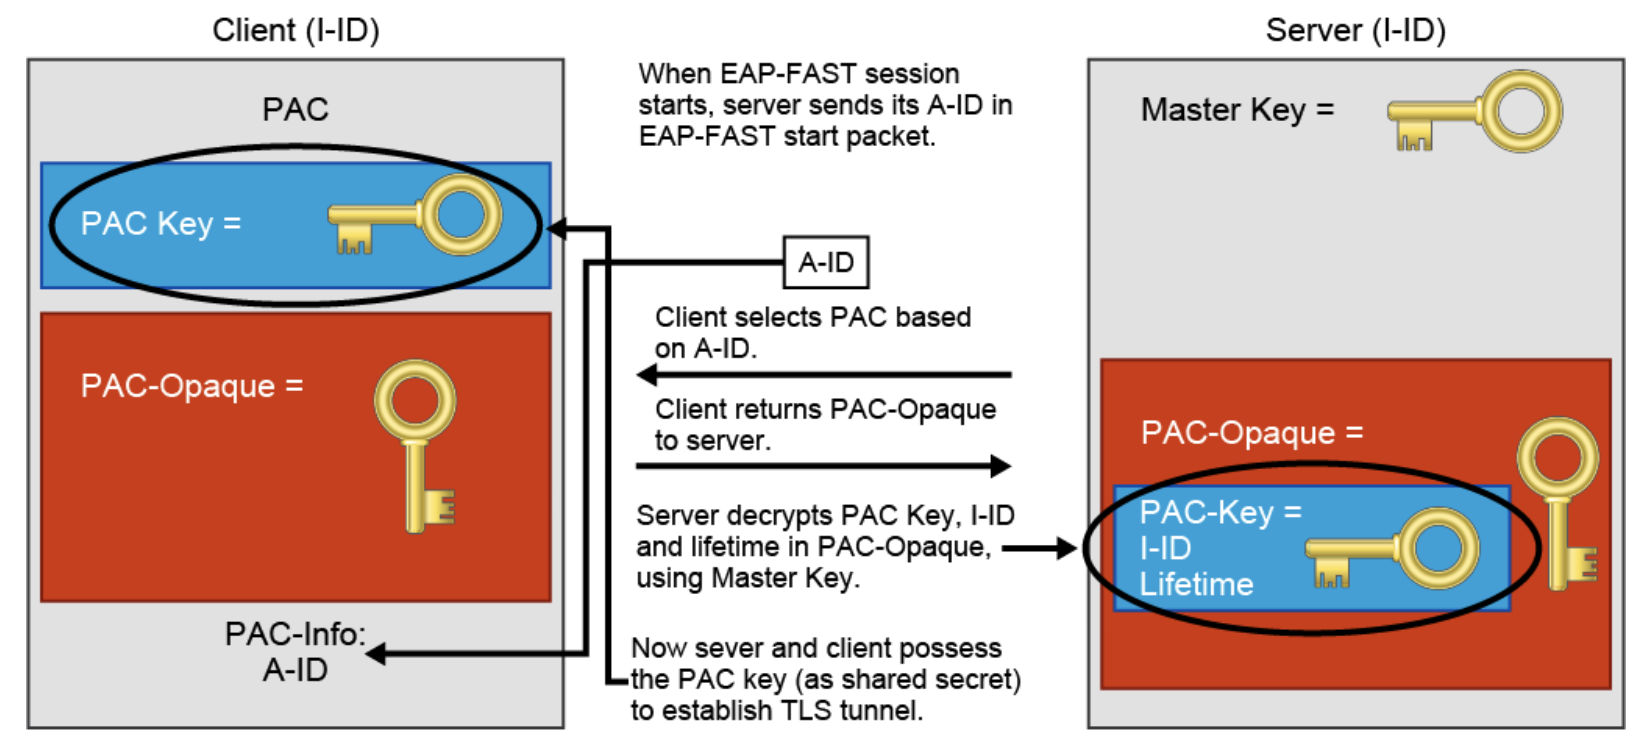 Client (I-ID)
PAC
PAC Key =
PAC-Opaque =
PAC-Info:
A-ID
When EAP-FAST session
starts, server sends its A-ID in
EAP-FAST start packet.
A-ID
Client selects PAC based
on A-ID.
Client returns PAC-Opaque
to server.
Server decrypts PAC Key, I-ID
and lifetime in PAC-Opaque,
using Master Key.
Now sever and client possess
the PAC key (as shared secret)
to establish TLS tunnel.
Server (I-ID)
Master Key =
PAC-Opaque =
PAC-Key =
I-ID
Lifetime